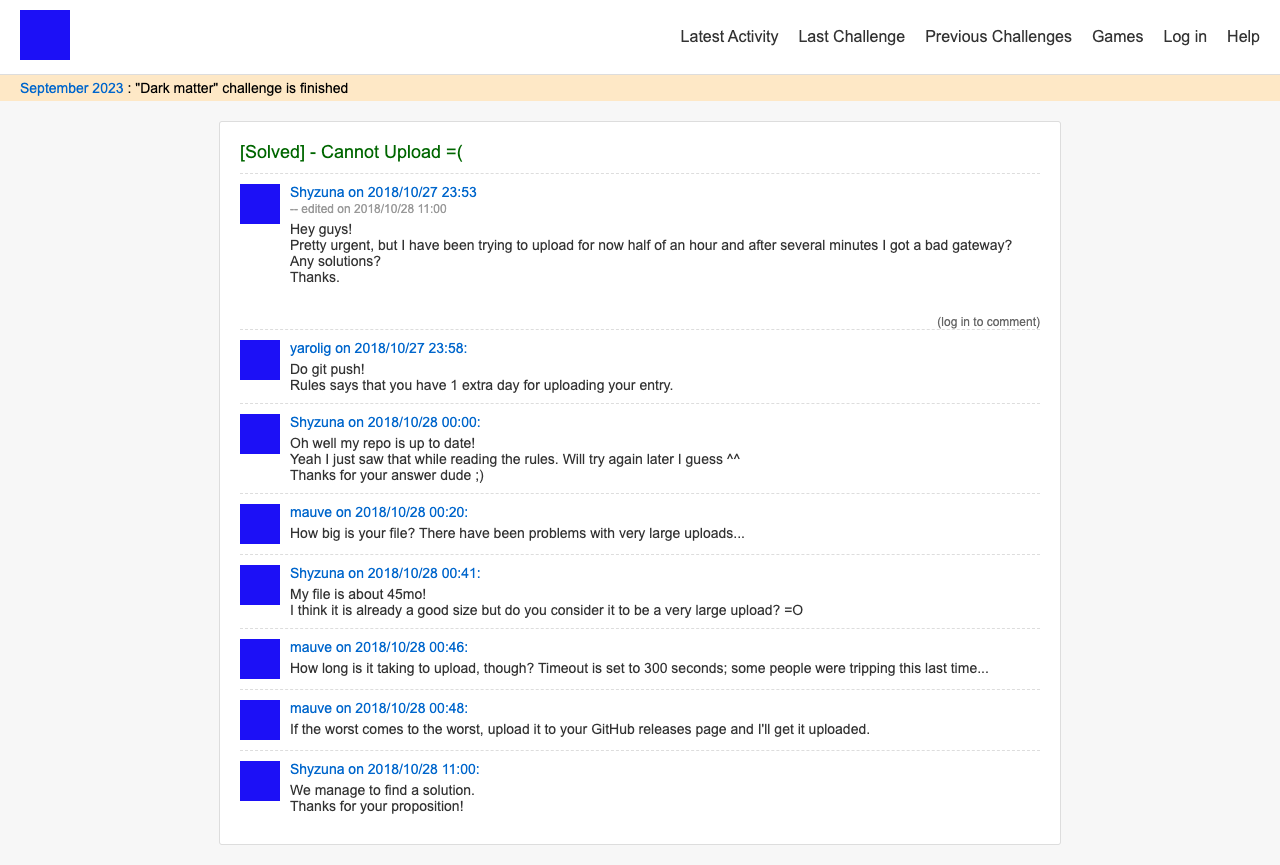 Latest Activity Last Challenge Previous Challenges Games Log in Help
September 2023 : "Dark matter" challenge is finished
[Solved] - Cannot Upload =(
Shyzuna on 2018/10/27 23:53
-- edited on 2018/10/28 11:00
Hey guys!
Pretty urgent, but I have been trying to upload for now half of an hour and after several minutes I got a bad gateway?
Any solutions?
Thanks.
(log in to comment)
yarolig on 2018/10/27 23:58:
Do git push!
Rules says that you have 1 extra day for uploading your entry.
Shyzuna on 2018/10/28 00:00:
Oh well my repo is up to date!
Yeah I just saw that while reading the rules. Will try again later I guess ^^
Thanks for your answer dude ;)
mauve on 2018/10/28 00:20:
How big is your file? There have been problems with very large uploads...
Shyzuna on 2018/10/28 00:41:
My file is about 45mo!
I think it is already a good size but do you consider it to be a very large upload? =O
mauve on 2018/10/28 00:46:
How long is it taking to upload, though? Timeout is set to 300 seconds; some people were tripping this last time...
mauve on 2018/10/28 00:48:
If the worst comes to the worst, upload it to your GitHub releases page and I'll get it uploaded.
Shyzuna on 2018/10/28 11:00:
We manage to find a solution.
Thanks for your proposition!